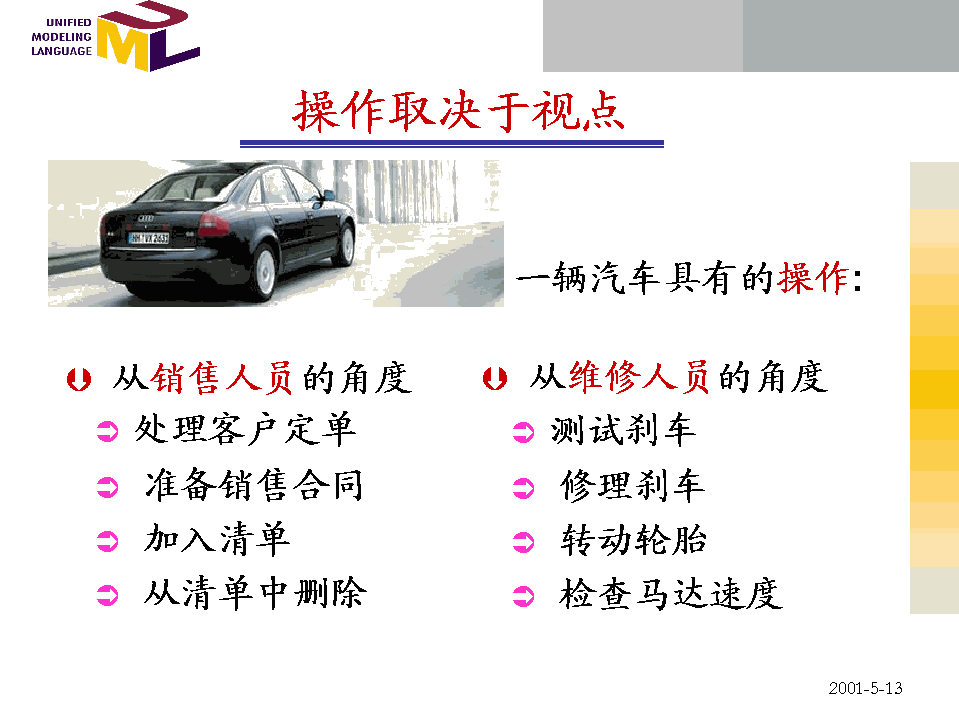 UNIFIED
MODELING
LANGUAGE
UML
操作取决于视点
一辆汽车具有的操作:
从销售人员的角度
处理客户定单
准备销售合同
加入清单
从清单中删除
从维修人员的角度
测试刹车
修理刹车
转动轮胎
检查马达速度
2001-5-13